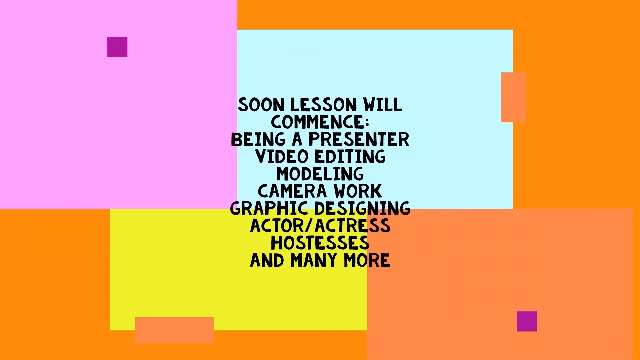 SOON LESSON WILL
COMMENCE:
BEING A PRESENTER
VIDEO EDITING
MODELING
CAMERA WORK
GRAPHIC DESIGNING
ACTOR/ACTRESS
HOSTESSES
AND MANY MORE